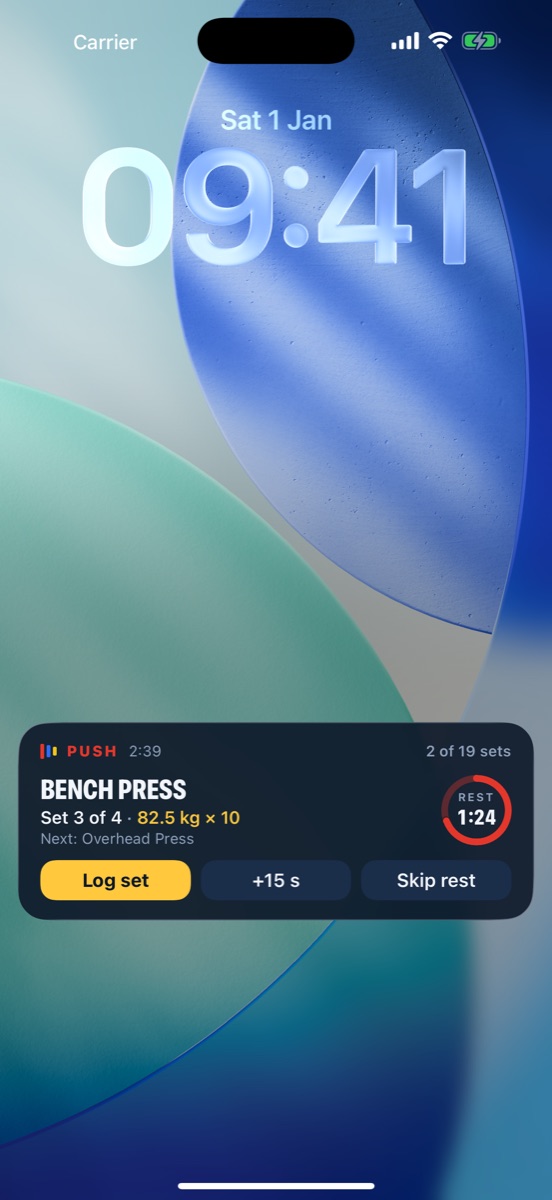 Carrier
Sat 1 Jan
09:41
PUSH 2:39 2 of 19 sets
BENCH PRESS
Set 3 of 4 · 82.5 kg × 10
Next: Overhead Press
REST
1:24
Log set +15 s Skip rest